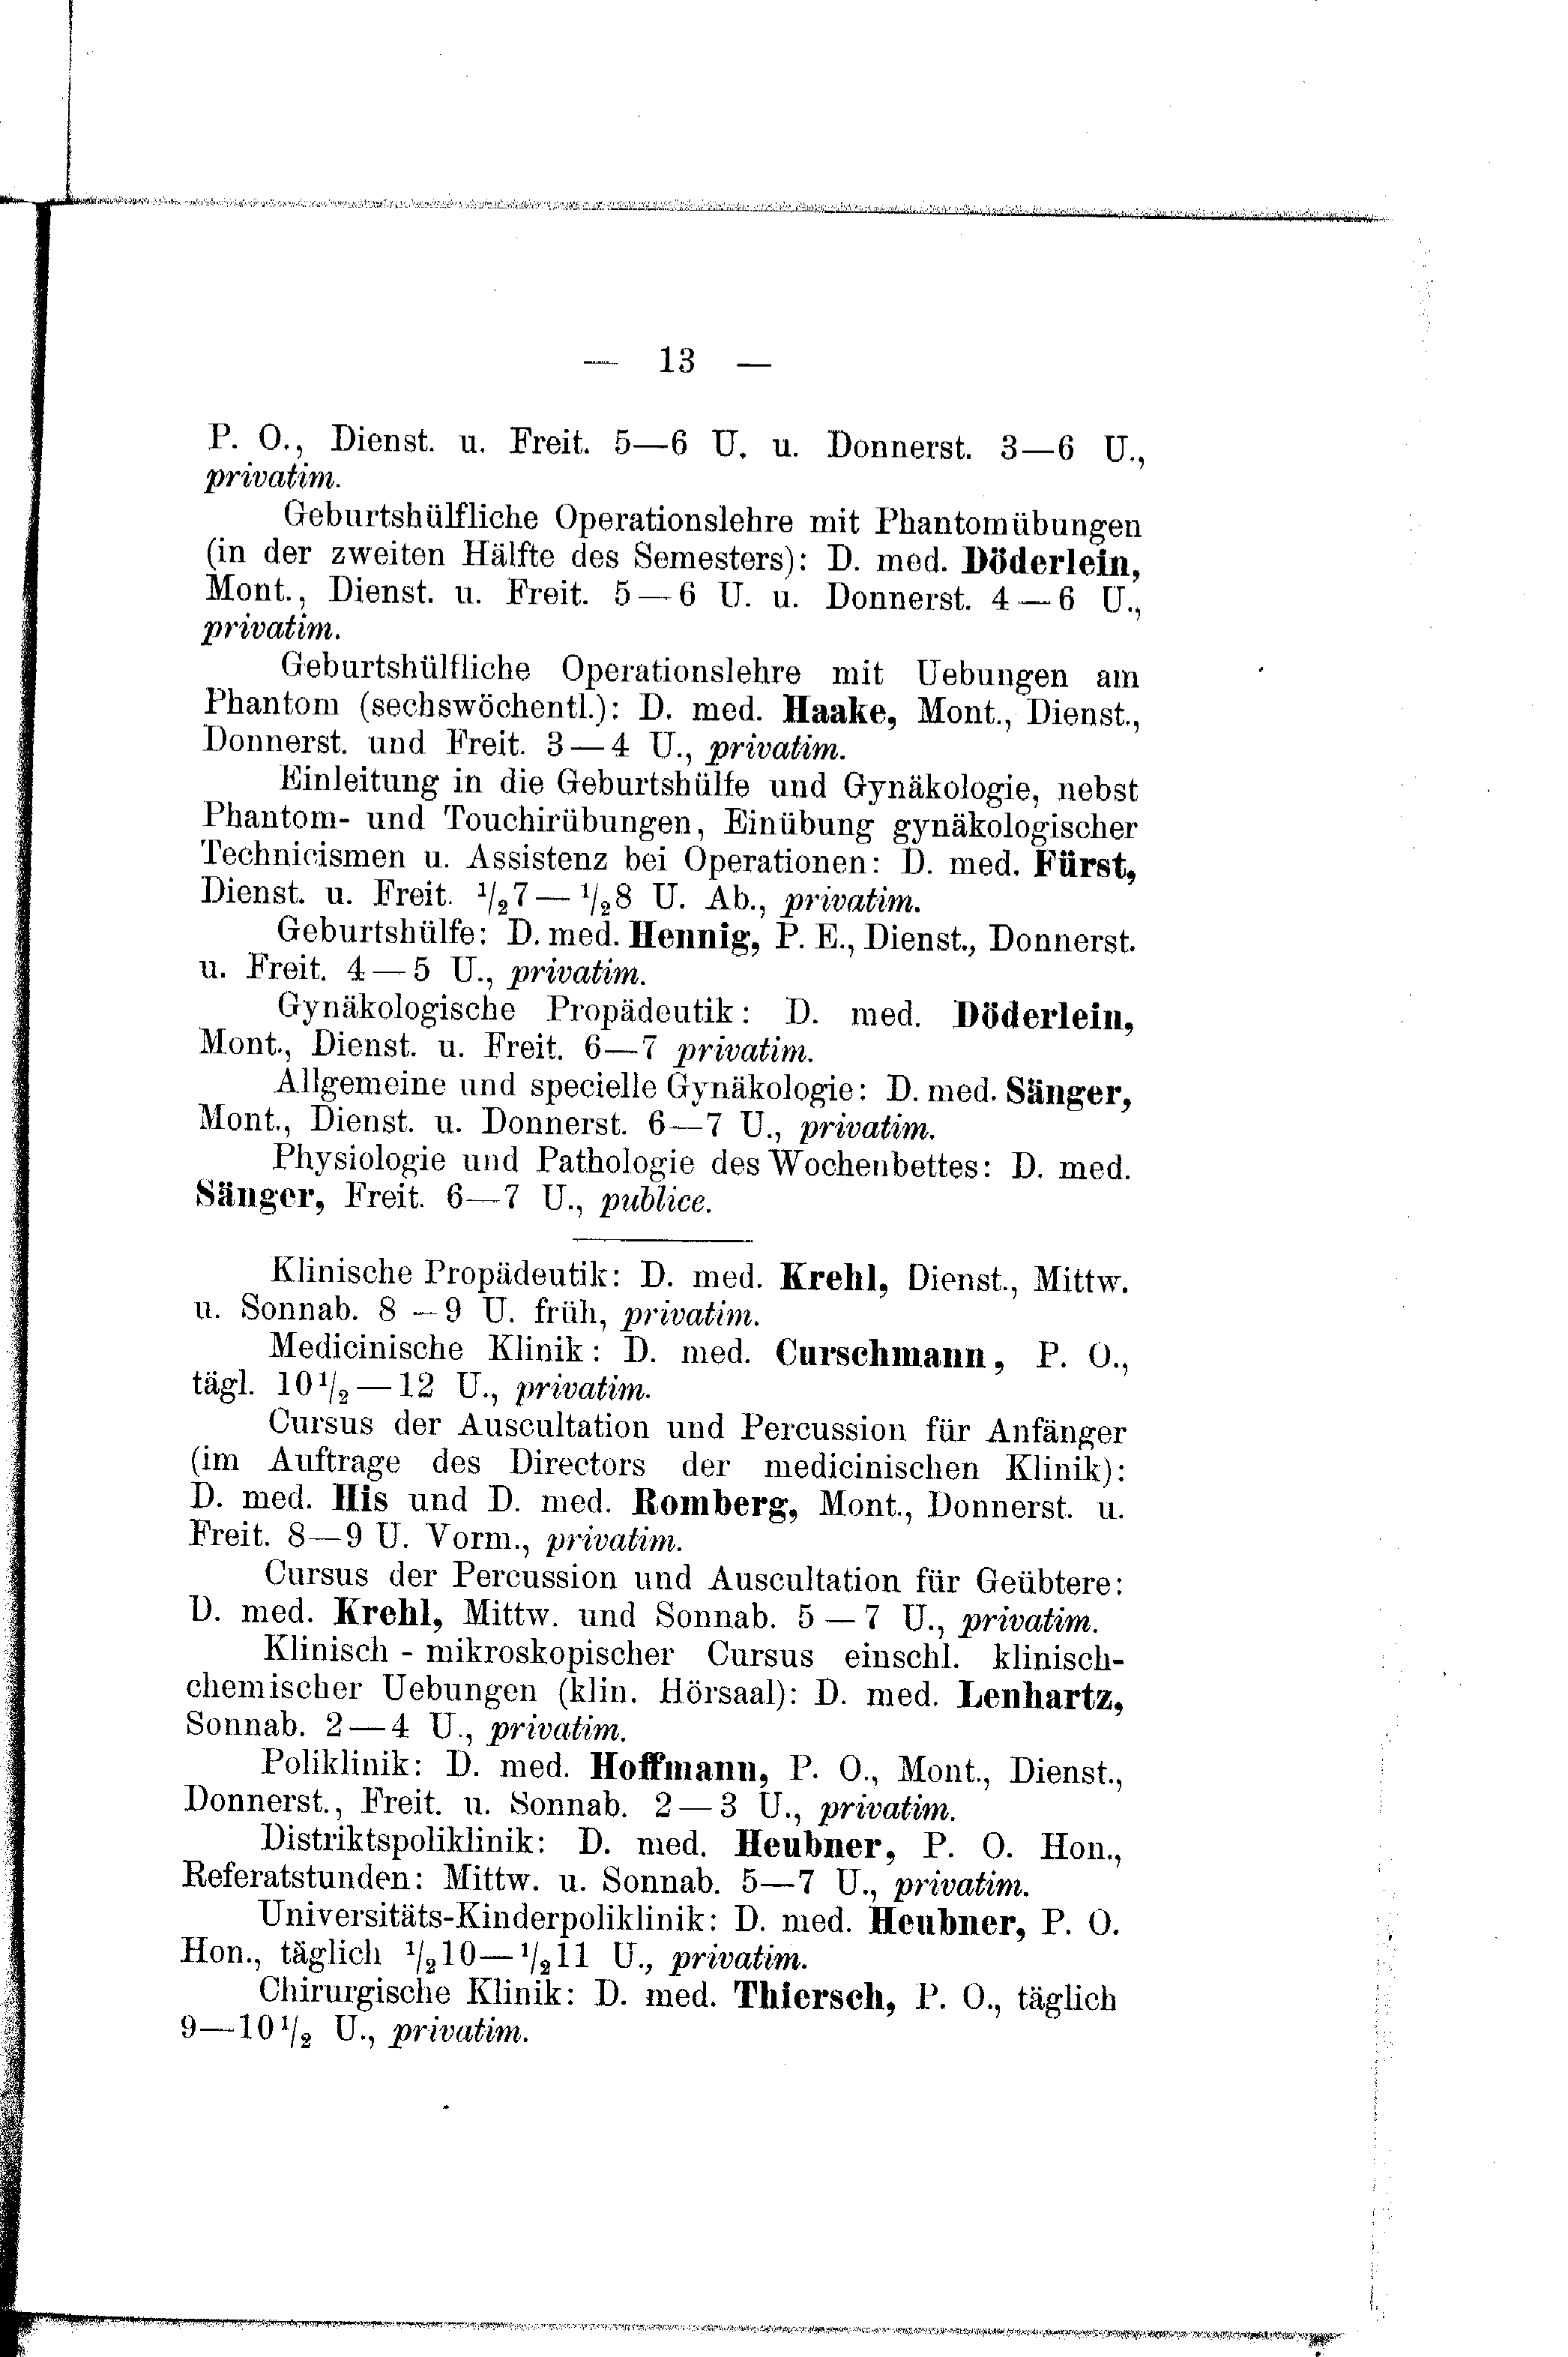 — 13 —
P. O., Dienst. u. Freit. 5—6 U. u. Donnerst. 3—6 U.,
privatim.
Geburtshülfliche Operationslehre mit Phantomübungen
(in der zweiten Hälfte des Semesters): D. med. Döderlein,
Mont., Dienst. u. Freit. 5—6 U. u. Donnerst. 4—6 U.,
privatim.
Geburtshülfliche Operationslehre mit Uebungen am
Phantom (sechswöchentl.): D. med. Haake, Mont., Dienst.,
Donnerst. und Freit. 3—4 U., privatim.
Einleitung in die Geburtshülfe und Gynäkologie, nebst
Phantom- und Touchirübungen, Einübung gynäkologischer
Technicismen u. Assistenz bei Operationen: D. med. Fürst,
Dienst. u. Freit. 1/27—1/28 U. Ab., privatim.
Geburtshülfe: D. med. Hennig, P. E., Dienst., Donnerst.
u. Freit. 4—5 U., privatim.
Gynäkologische Propädeutik: D. med. Döderlein,
Mont., Dienst. u. Freit. 6—7 privatim.
Allgemeine und specielle Gynäkologie: D. med. Sänger,
Mont., Dienst. u. Donnerst. 6—7 U., privatim.
Physiologie und Pathologie des Wochenbettes: D. med.
Sänger, Freit. 6—7 U., publice.
Klinische Propädeutik: D. med. Krehl, Dienst., Mittw.
u. Sonnab. 8—9 U. früh, privatim.
Medicinische Klinik: D. med. Curschmann, P. O.,
tägl. 10 1/2—12 U., privatim.
Cursus der Auscultation und Percussion für Anfänger
(im Auftrage des Directors der medicinischen Klinik):
D. med. His und D. med. Romberg, Mont., Donnerst. u.
Freit. 8—9 U. Vorm., privatim.
Cursus der Percussion und Auscultation für Geübtere:
D. med. Krehl, Mittw. und Sonnab. 5—7 U., privatim.
Klinisch - mikroskopischer Cursus einschl. klinisch-
chemischer Uebungen (klin. Hörsaal): D. med. Lenhartz,
Sonnab. 2—4 U., privatim.
Poliklinik: D. med. Hoffmann, P. O., Mont., Dienst.,
Donnerst., Freit. u. Sonnab. 2—3 U., privatim.
Distriktspoliklinik: D. med. Heubner, P. O. Hon.,
Referatstunden: Mittw. u. Sonnab. 5—7 U., privatim.
Universitäts-Kinderpoliklinik: D. med. Heubner, P. O.
Hon., täglich 1/210—1/211 U., privatim.
Chirurgische Klinik: D. med. Thiersch, P. O., täglich
9—10 1/2 U., privatim.